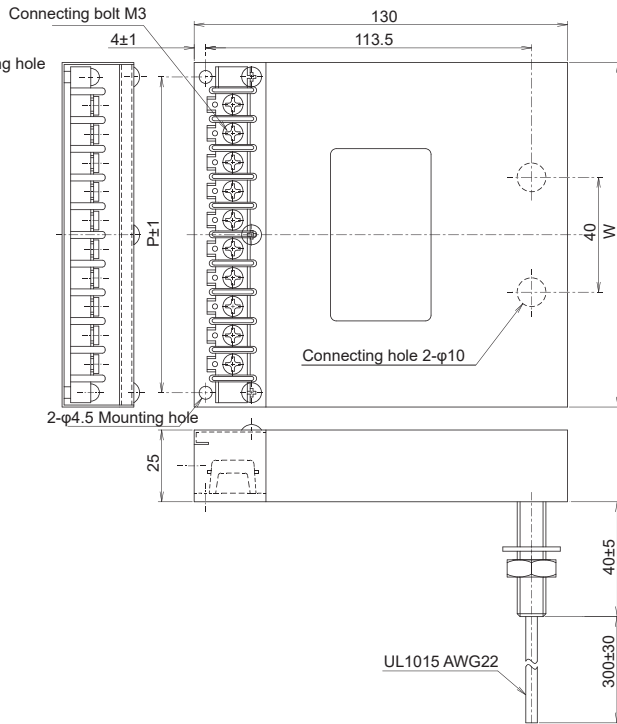 Connecting bolt M3
130
4±1
113.5
ng hole
P±1
40
W
Connecting hole 2-φ10
2-φ4.5 Mounting hole
25
40±5
UL1015 AWG22
300±30